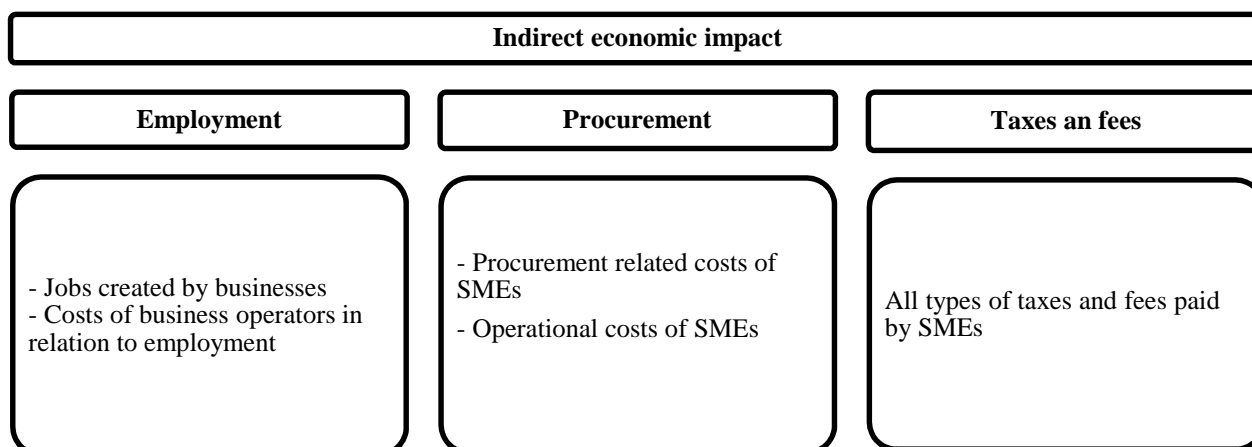 Indirect economic impact
Employment
Procurement
Taxes an fees
- Jobs created by businesses
- Costs of business operators in
relation to employment
- Procurement related costs of
SMEs
- Operational costs of SMEs
All types of taxes and fees paid
by SMEs